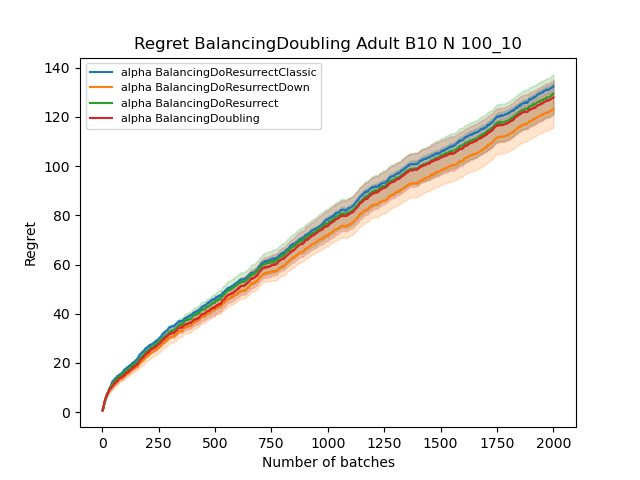 Regret BalancingDoubling Adult B10 N 100_10
alpha BalancingDoResurrectClassic
alpha BalancingDoResurrectDown
alpha BalancingDoResurrect
alpha BalancingDoubling
140
120
100
80
60
40
20
0
Regret
0 250 500 750 1000 1250 1500 1750 2000
Number of batches